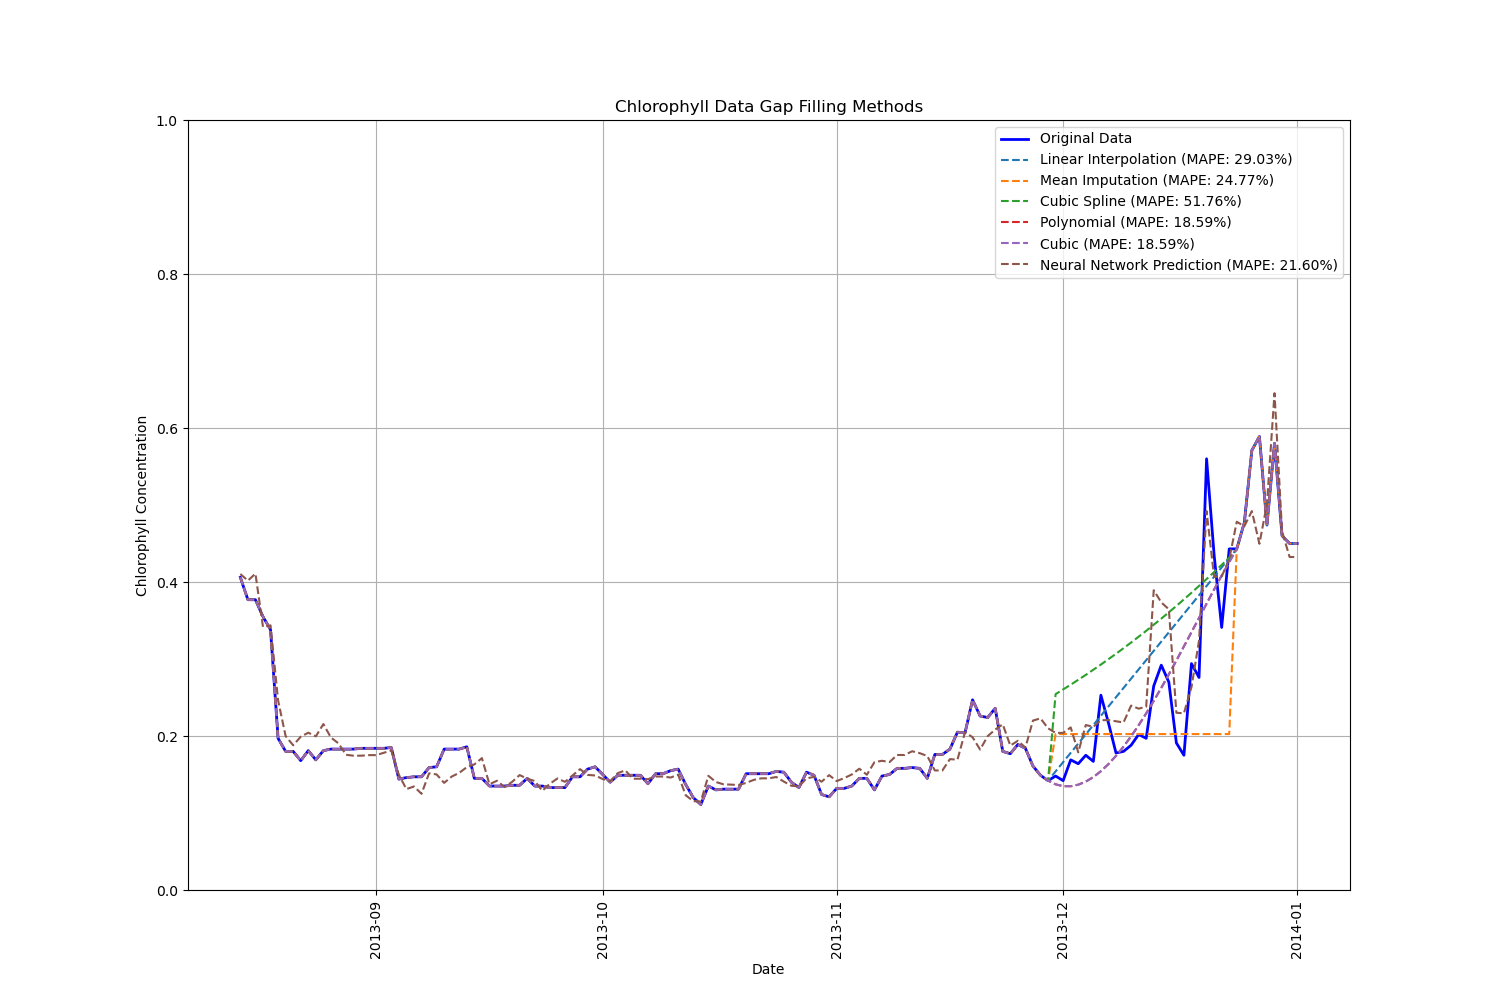 Chlorophyll Data Gap Filling Methods
1.0
0.8
0.6
0.4
0.2
0.0
Chlorophyll Concentration
Original Data
Linear Interpolation (MAPE: 29.03%)
Mean Imputation (MAPE: 24.77%)
Cubic Spline (MAPE: 51.76%)
Polynomial (MAPE: 18.59%)
Cubic (MAPE: 18.59%)
Neural Network Prediction (MAPE: 21.60%)
2013-09
2013-10
2013-11
2013-12
2014-01
Date